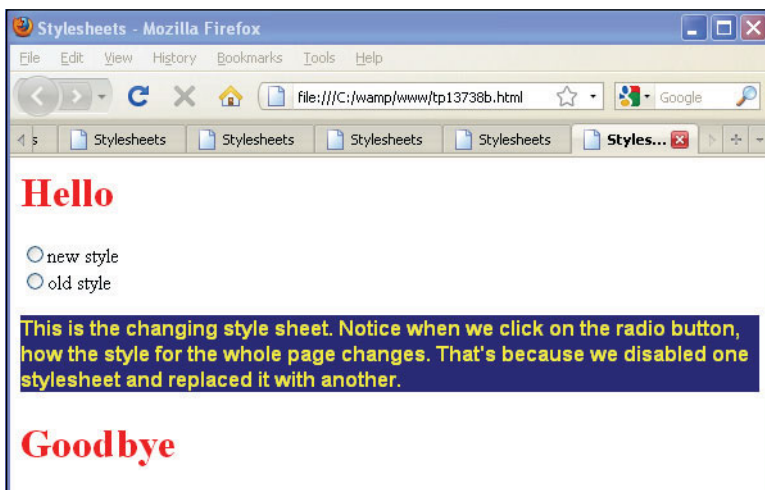 Stylesheets - Mozilla Firefox
File Edit View History Bookmarks Tools Help
file:///C:/wamp/www/tp13738b.html Google
s Stylesheets Stylesheets Stylesheets Stylesheets Styles...
Hello
new style
old style
This is the changing style sheet. Notice when we click on the radio button,
how the style for the whole page changes. That's because we disabled one
stylesheet and replaced it with another.
Goodbye